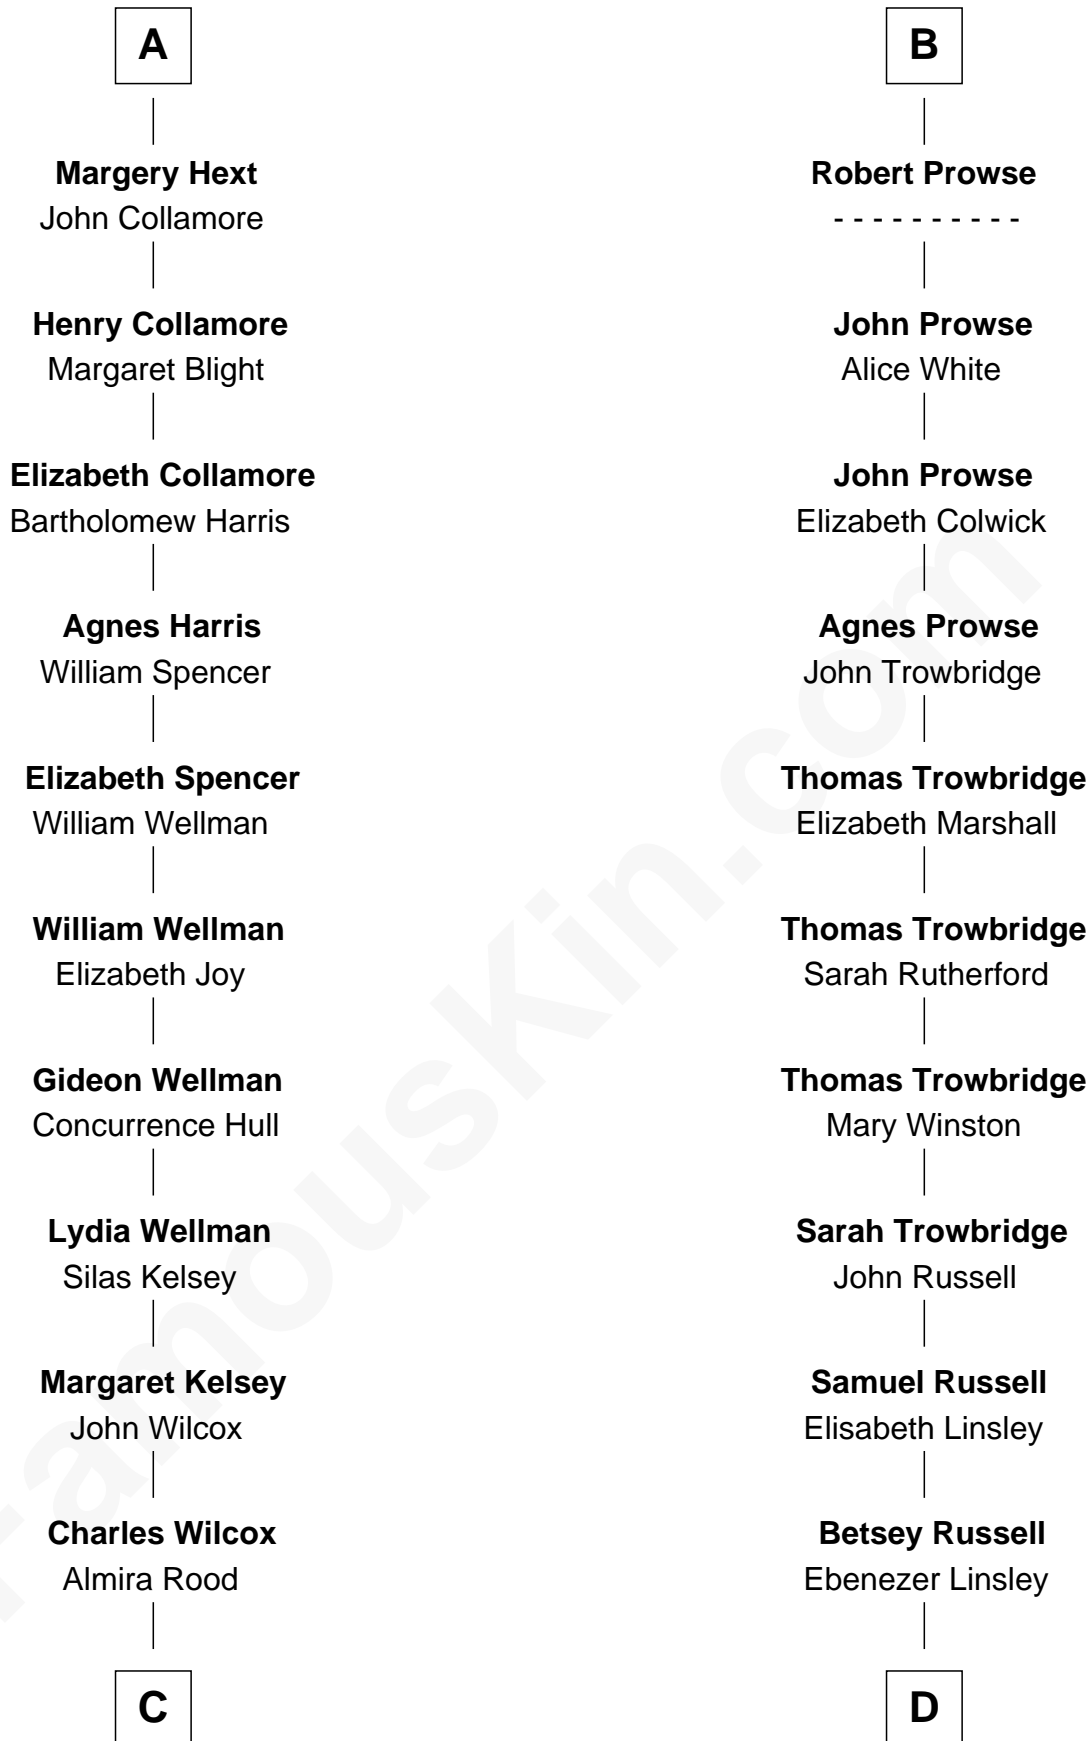 A
Margery Hext
John Collamore
Henry Collamore
Margaret Blight
Elizabeth Collamore
Bartholomew Harris
Agnes Harris
William Spencer
Elizabeth Spencer
William Wellman
William Wellman
Elizabeth Joy
Gideon Wellman
Concurrence Hull
Lydia Wellman
Silas Kelsey
Margaret Kelsey
John Wilcox
Charles Wilcox
Almira Rood
C
B
Robert Prowse
- - - - - - - - - -
John Prowse
Alice White
John Prowse
Elizabeth Colwick
Agnes Prowse
John Trowbridge
Thomas Trowbridge
Elizabeth Marshall
Thomas Trowbridge
Sarah Rutherford
Thomas Trowbridge
Mary Winston
Sarah Trowbridge
John Russell
Samuel Russell
Elisabeth Linsley
Betsey Russell
Ebenezer Linsley
D
FamousKin.com